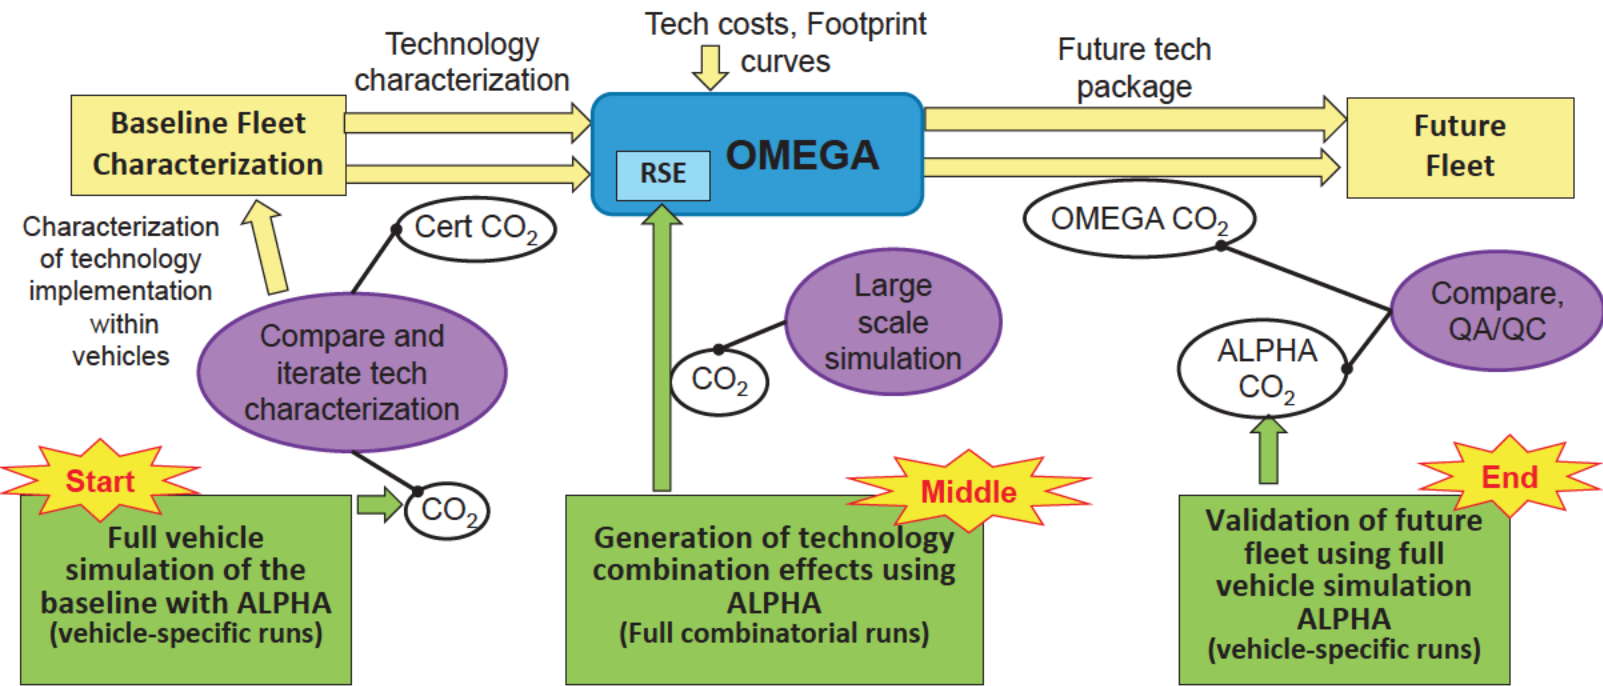 Tech costs, Footprint
curves
Technology
characterization
Future tech
package
Baseline Fleet
Characterization
RSE
OMEGA
Future
Fleet
Characterization
of technology
implementation
within
vehicles
Cert CO₂
OMEGA CO₂
Compare and
iterate tech
characterization
Large
scale
simulation
CO₂
Compare,
QA/QC
ALPHA
CO₂
Start
CO₂
Full vehicle
simulation of the
baseline with ALPHA
(vehicle-specific runs)
Middle
Generation of technology
combination effects using
ALPHA
(Full combinatorial runs)
End
Validation of future
fleet using full
vehicle simulation
ALPHA
(vehicle-specific runs)